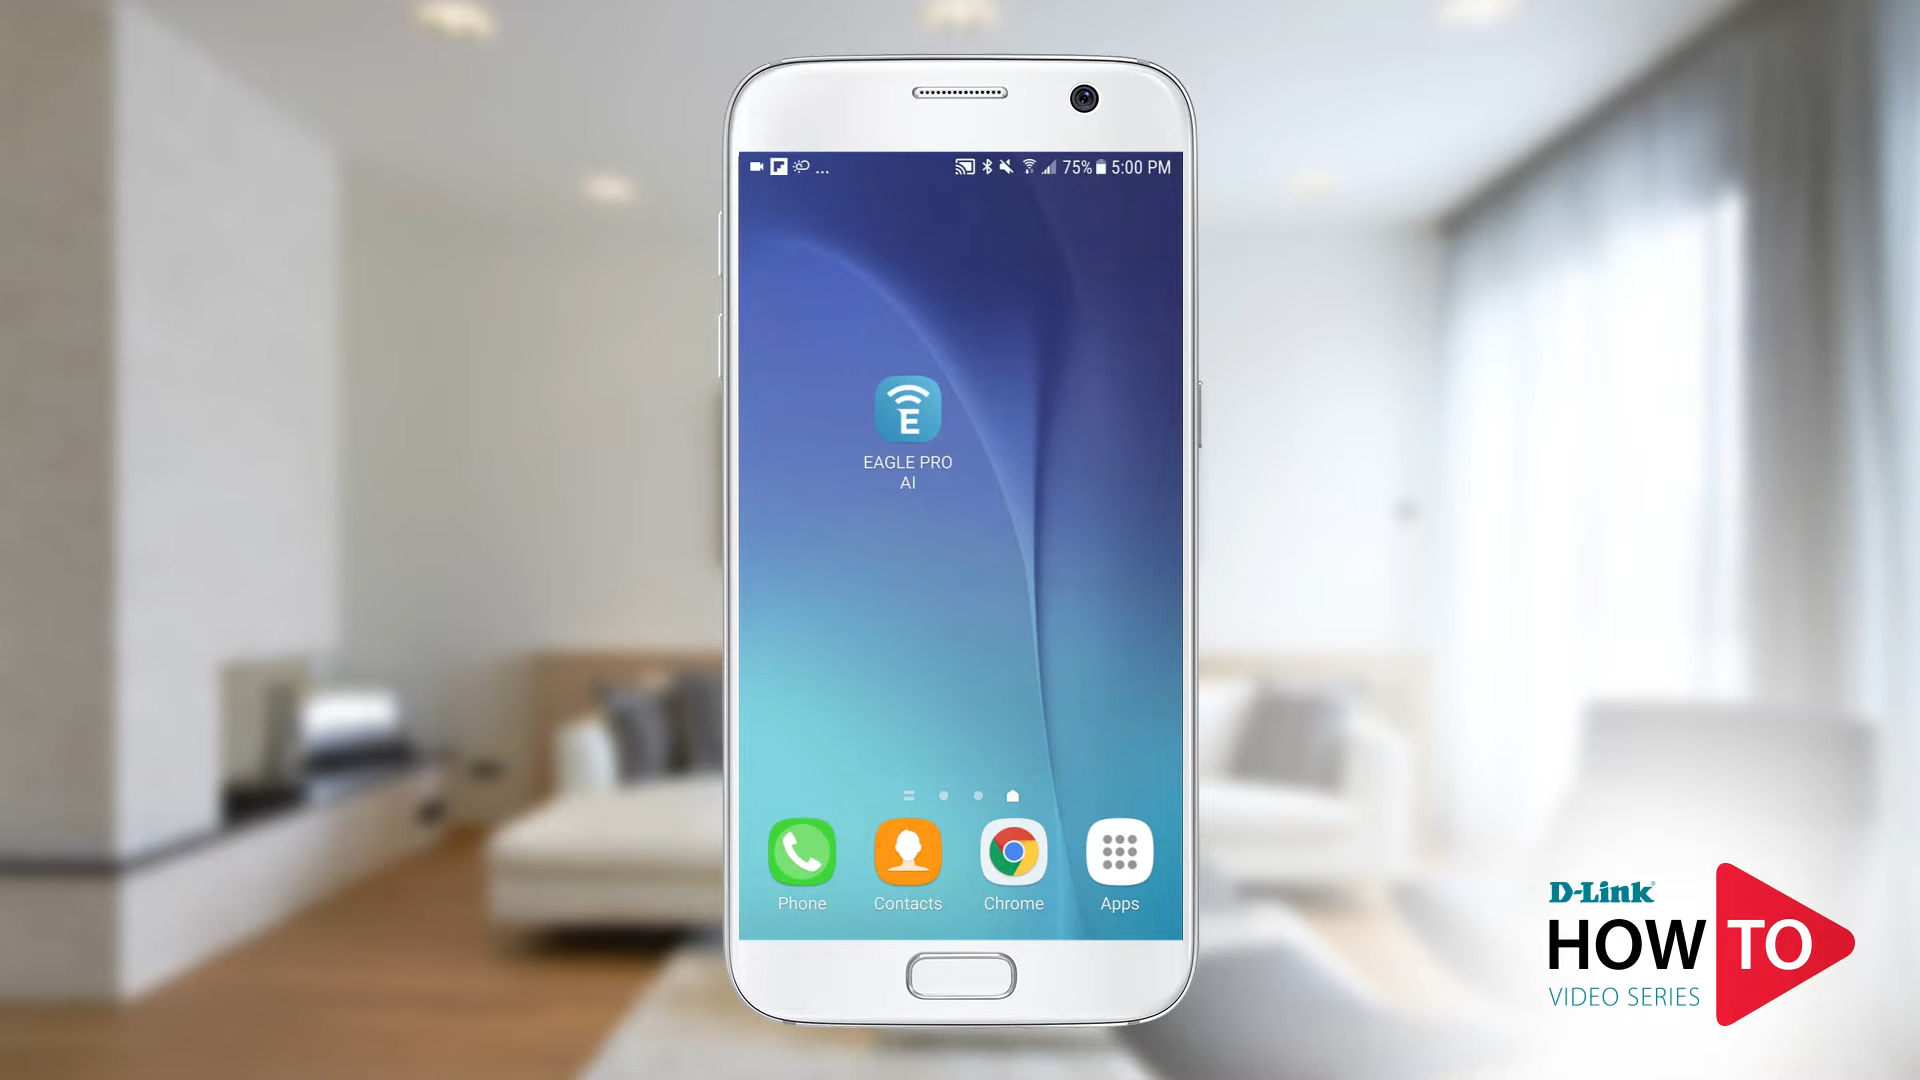 ... 75% 5:00 PM
E
EAGLE PRO
AI
Phone Contacts Chrome Apps
D-Link
HOW TO
VIDEO SERIES